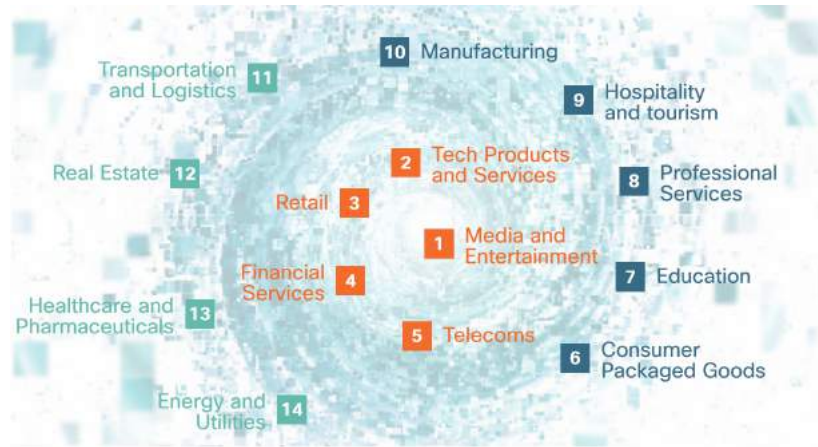 10 Manufacturing
Transportation
and Logistics 11
9 Hospitality
and tourism
2 Tech Products
and Services
Real Estate 12
8 Professional
Services
Retail 3
1 Media and
Entertainment
Financial
Services 4
7 Education
Healthcare and
Pharmaceuticals 13
5 Telecoms
6 Consumer
Packaged Goods
Energy and
Utilities 14